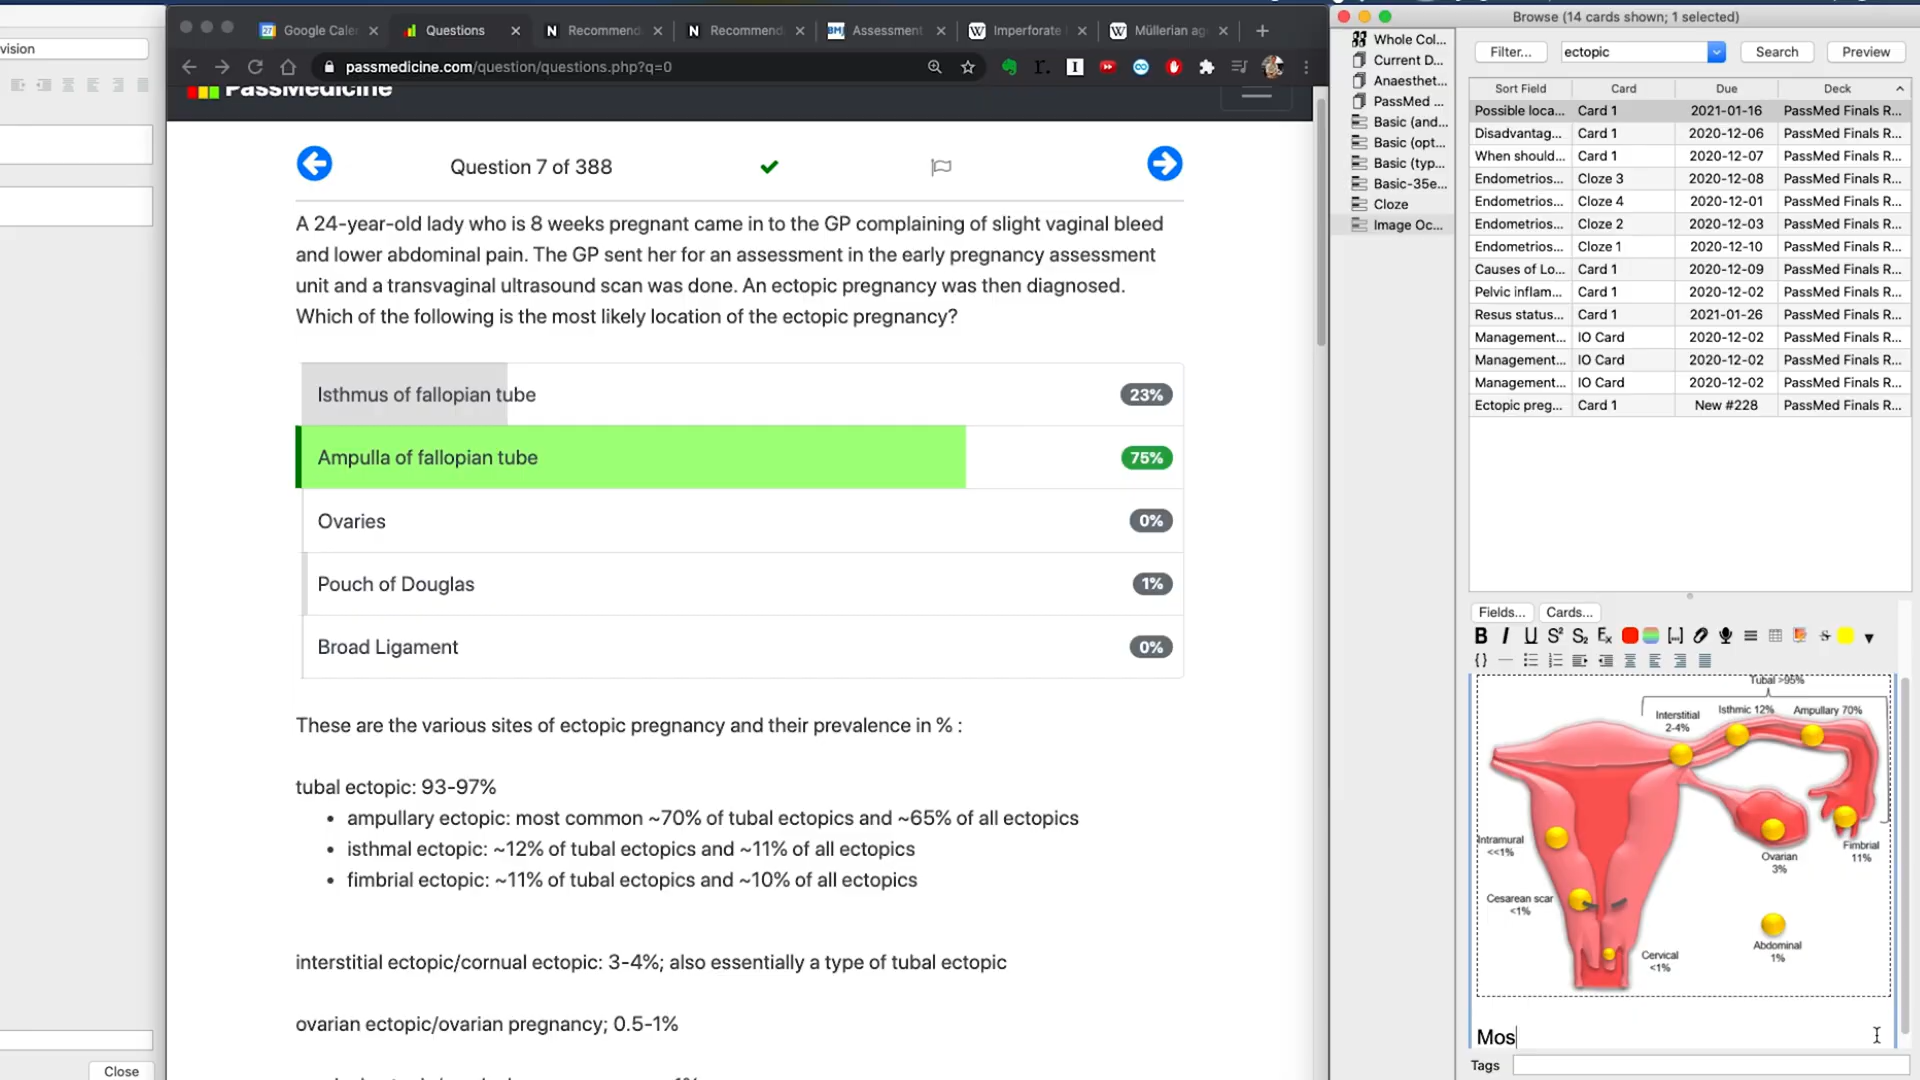 vision
Close
Google Cale
Questions
Recommend
Recommend
Assessment
Imperforate
Müllerian ag
passmedicine.com/question/questions.php?q=0
PassMedicine
Question 7 of 388
A 24-year-old lady who is 8 weeks pregnant came in to the GP complaining of slight vaginal bleed
and lower abdominal pain. The GP sent her for an assessment in the early pregnancy assessment
unit and a transvaginal ultrasound scan was done. An ectopic pregnancy was then diagnosed.
Which of the following is the most likely location of the ectopic pregnancy?
Isthmus of fallopian tube 23%
Ampulla of fallopian tube 75%
Ovaries 0%
Pouch of Douglas 1%
Broad Ligament 0%
These are the various sites of ectopic pregnancy and their prevalence in % :
tubal ectopic: 93-97%
• ampullary ectopic: most common ~70% of tubal ectopics and ~65% of all ectopics
• isthmal ectopic: ~12% of tubal ectopics and ~11% of all ectopics
• fimbrial ectopic: ~11% of tubal ectopics and ~10% of all ectopics
interstitial ectopic/cornual ectopic: 3-4%; also essentially a type of tubal ectopic
ovarian ectopic/ovarian pregnancy; 0.5-1%
Browse (14 cards shown; 1 selected)
Whole Col...
Current D...
Anaesthet...
PassMed ...
Basic (and...
Basic (opt...
Basic (typ...
Basic-35e...
Cloze
Image Oc...
Filter... ectopic Search Preview
Sort Field Card Due Deck
Possible loca... Card 1 2021-01-16 PassMed Finals R...
Disadvantag... Card 1 2020-12-06 PassMed Finals R...
When should... Card 1 2020-12-07 PassMed Finals R...
Endometrios... Cloze 3 2020-12-08 PassMed Finals R...
Endometrios... Cloze 4 2020-12-01 PassMed Finals R...
Endometrios... Cloze 2 2020-12-03 PassMed Finals R...
Endometrios... Cloze 1 2020-12-10 PassMed Finals R...
Causes of Lo... Card 1 2020-12-09 PassMed Finals R...
Pelvic inflam... Card 1 2020-12-02 PassMed Finals R...
Resus status... Card 1 2021-01-26 PassMed Finals R...
Management... IO Card 2020-12-02 PassMed Finals R...
Management... IO Card 2020-12-02 PassMed Finals R...
Management... IO Card 2020-12-02 PassMed Finals R...
Ectopic preg... Card 1 New #228 PassMed Finals R...
Fields... Cards...
Tubal >95%
Interstitial
2-4%
Isthmic 12%
Ampullary 70%
Intramural
<<1%
Fimbrial
11%
Ovarian
3%
Cesarean scar
<1%
Abdominal
1%
Cervical
<1%
Mos
Tags